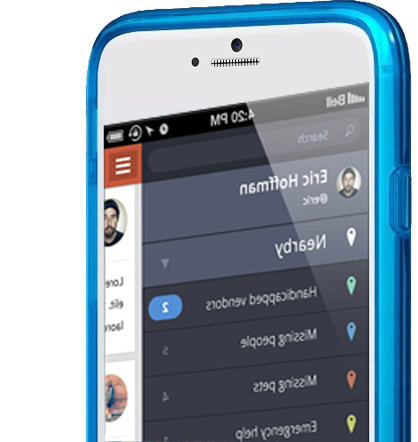 Bell 4:20 PM
Search
Eric Hoffman
@eric
Nearby
Handicapped vendors 2
Missing people 5
Missing pets 4
Emergency help
Lore
elit.
laore